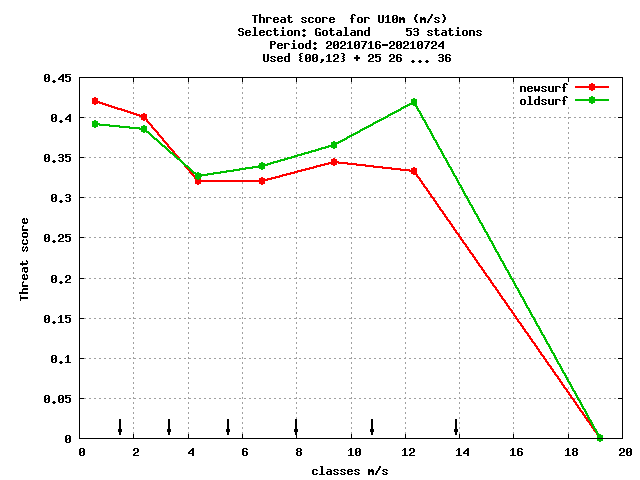 Threat score  for U10m (m/s)
Selection: Gotaland     53 stations
Period: 20210716-20210724
Used {00,12} + 25 26 ... 36
newsurf
oldsurf
0.45
0.4
0.35
0.3
0.25
0.2
0.15
0.1
0.05
0
Threat score
0 2 4 6 8 10 12 14 16 18 20
classes m/s